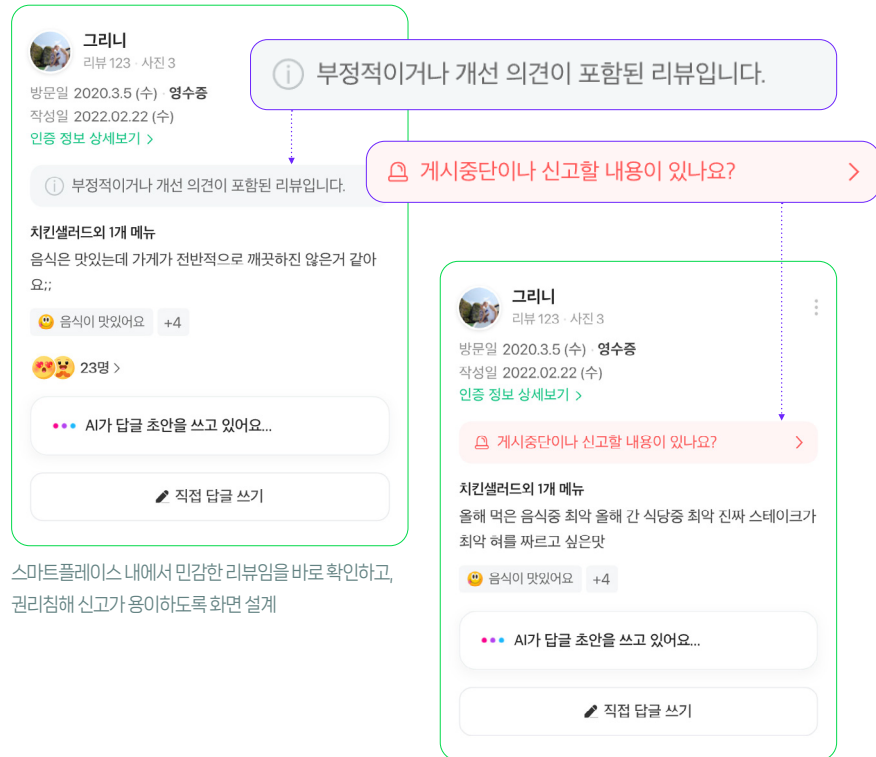 그리니
리뷰 123 · 사진 3
방문일 2020.3.5 (수) · 영수증
작성일 2022.02.22 (수)
인증 정보 상세보기 >
부정적이거나 개선 의견이 포함된 리뷰입니다.
부정적이거나 개선 의견이 포함된 리뷰입니다.
치킨샐러드외 1개 메뉴
음식은 맛있는데 가게가 전반적으로 깨끗하진 않은거 같아
요;;
음식이 맛있어요 +4
23명 >
AI가 답글 초안을 쓰고 있어요...
직접 답글 쓰기
스마트플레이스 내에서 민감한 리뷰임을 바로 확인하고,
권리침해 신고가 용이하도록 화면 설계
게시중단이나 신고할 내용이 있나요? >
그리니
리뷰 123 · 사진 3
방문일 2020.3.5 (수) · 영수증
작성일 2022.02.22 (수)
인증 정보 상세보기 >
게시중단이나 신고할 내용이 있나요? >
치킨샐러드외 1개 메뉴
올해 먹은 음식중 최악 올해 간 식당중 최악 진짜 스테이크가
최악 혀를 짜르고 싶은맛
음식이 맛있어요 +4
AI가 답글 초안을 쓰고 있어요...
직접 답글 쓰기